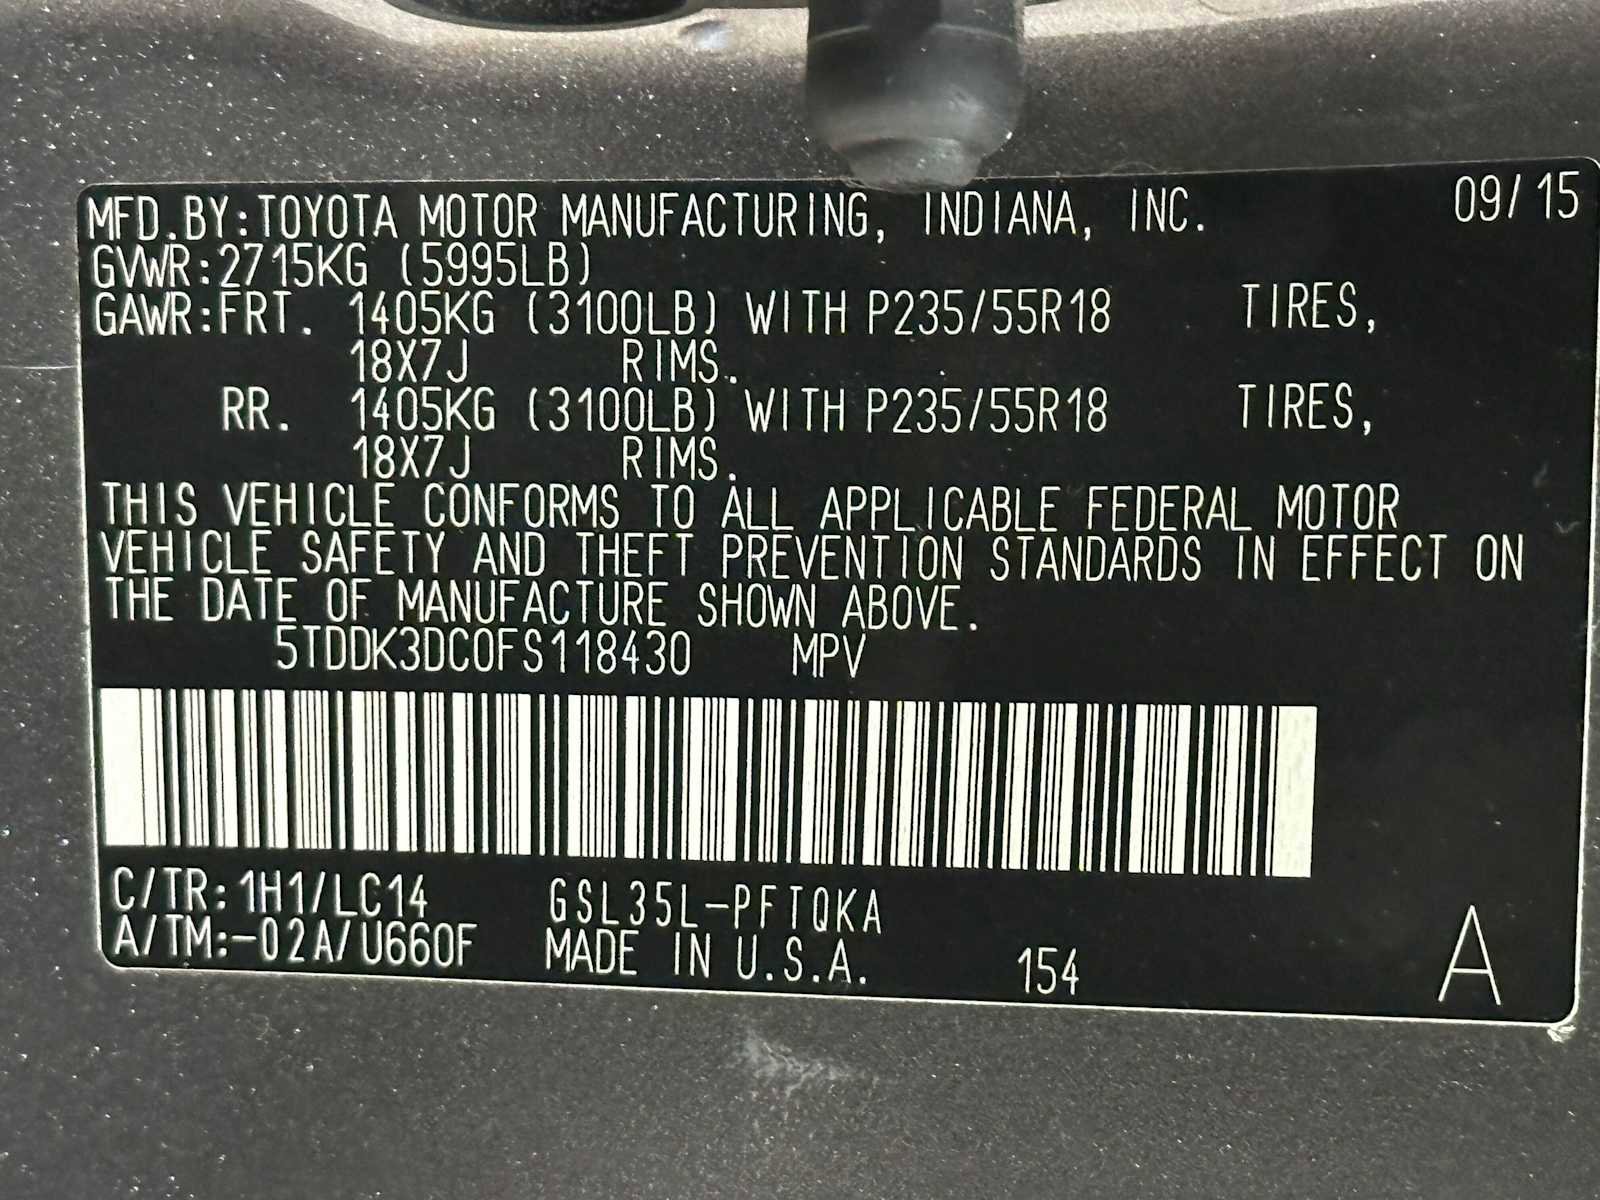 MFD.BY:TOYOTA MOTOR MANUFACTURING, INDIANA, INC. 09/15
GVWR:2715KG (5995LB)
GAWR:FRT. 1405KG (3100LB) WITH P235/55R18 TIRES,
18X7J RIMS.
RR. 1405KG (3100LB) WITH P235/55R18 TIRES,
18X7J RIMS.
THIS VEHICLE CONFORMS TO ALL APPLICABLE FEDERAL MOTOR
VEHICLE SAFETY AND THEFT PREVENTION STANDARDS IN EFFECT ON
THE DATE OF MANUFACTURE SHOWN ABOVE.
5TDDK3DC0FS118430 MPV
C/TR:1H1/LC14 GSL35L-PFTQKA
A/TM:-02A/U660F MADE IN U.S.A. 154 A